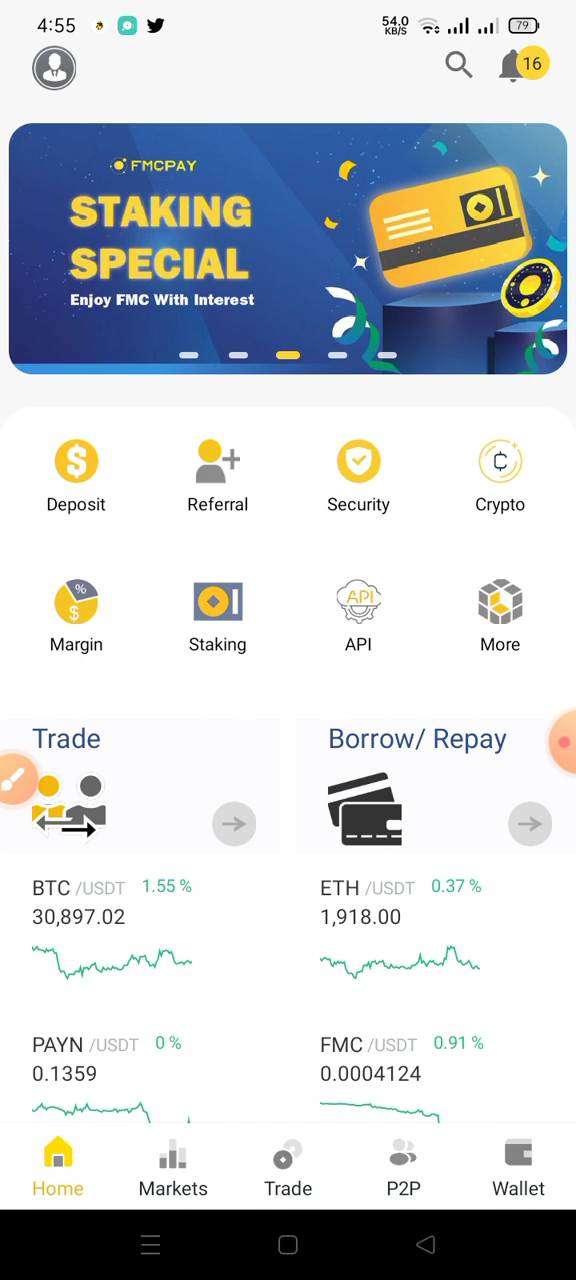 4:55
54.0
KB/S
79
16
FMCPAY
STAKING
SPECIAL
Enjoy FMC With Interest
Deposit
Referral
Security
Crypto
Margin
Staking
API
API
More
Trade
Borrow/ Repay
BTC /USDT 1.55 %
30,897.02
ETH /USDT 0.37 %
1,918.00
PAYN /USDT 0 %
0.1359
FMC /USDT 0.91 %
0.0004124
Home
Markets
Trade
P2P
Wallet